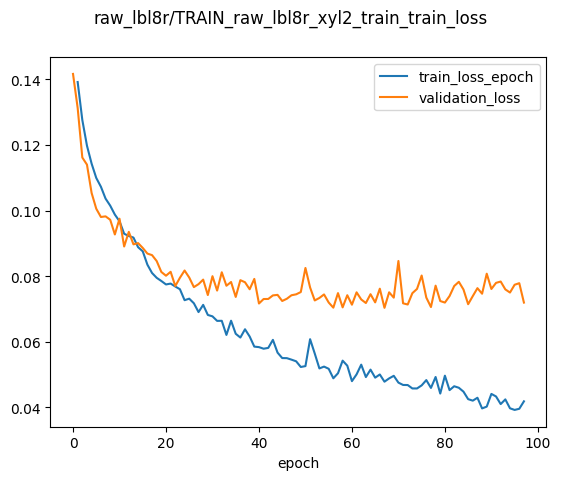 raw_lbl8r/TRAIN_raw_lbl8r_xyl2_train_train_loss
train_loss_epoch
validation_loss
0.14
0.12
0.10
0.08
0.06
0.04
0 20 40 60 80 100
epoch